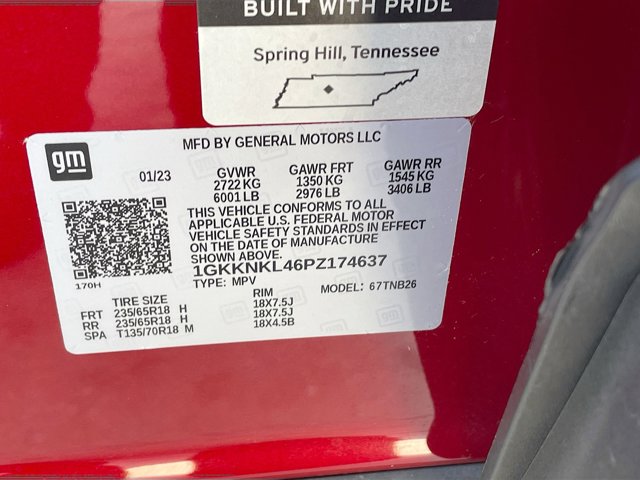 BUILT WITH PRIDE
Spring Hill, Tennessee
gm
MFD BY GENERAL MOTORS LLC
01/23 GVWR GAWR FRT GAWR RR
2722 KG 1350 KG 1545 KG
6001 LB 2976 LB 3406 LB
THIS VEHICLE CONFORMS TO ALL
APPLICABLE U.S. FEDERAL MOTOR
VEHICLE SAFETY STANDARDS IN EFFECT
ON THE DATE OF MANUFACTURE
SHOWN ABOVE.
1GKKNKL46PZ174637
170H
TYPE: MPV MODEL: 67TNB26
TIRE SIZE RIM
FRT 235/65R18 H 18X7.5J
RR 235/65R18 H 18X7.5J
SPA T135/70R18 M 18X4.5B